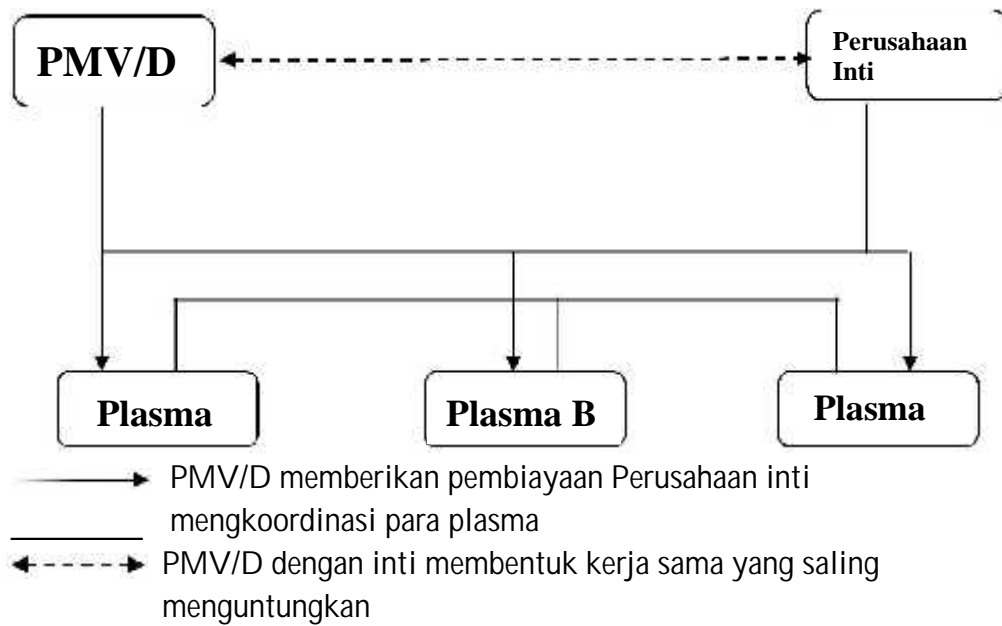 PMV/D
Perusahaan
Inti
Plasma
Plasma B
Plasma
PMV/D memberikan pembiayaan Perusahaan inti
mengkoordinasi para plasma
PMV/D dengan inti membentuk kerja sama yang saling
menguntungkan